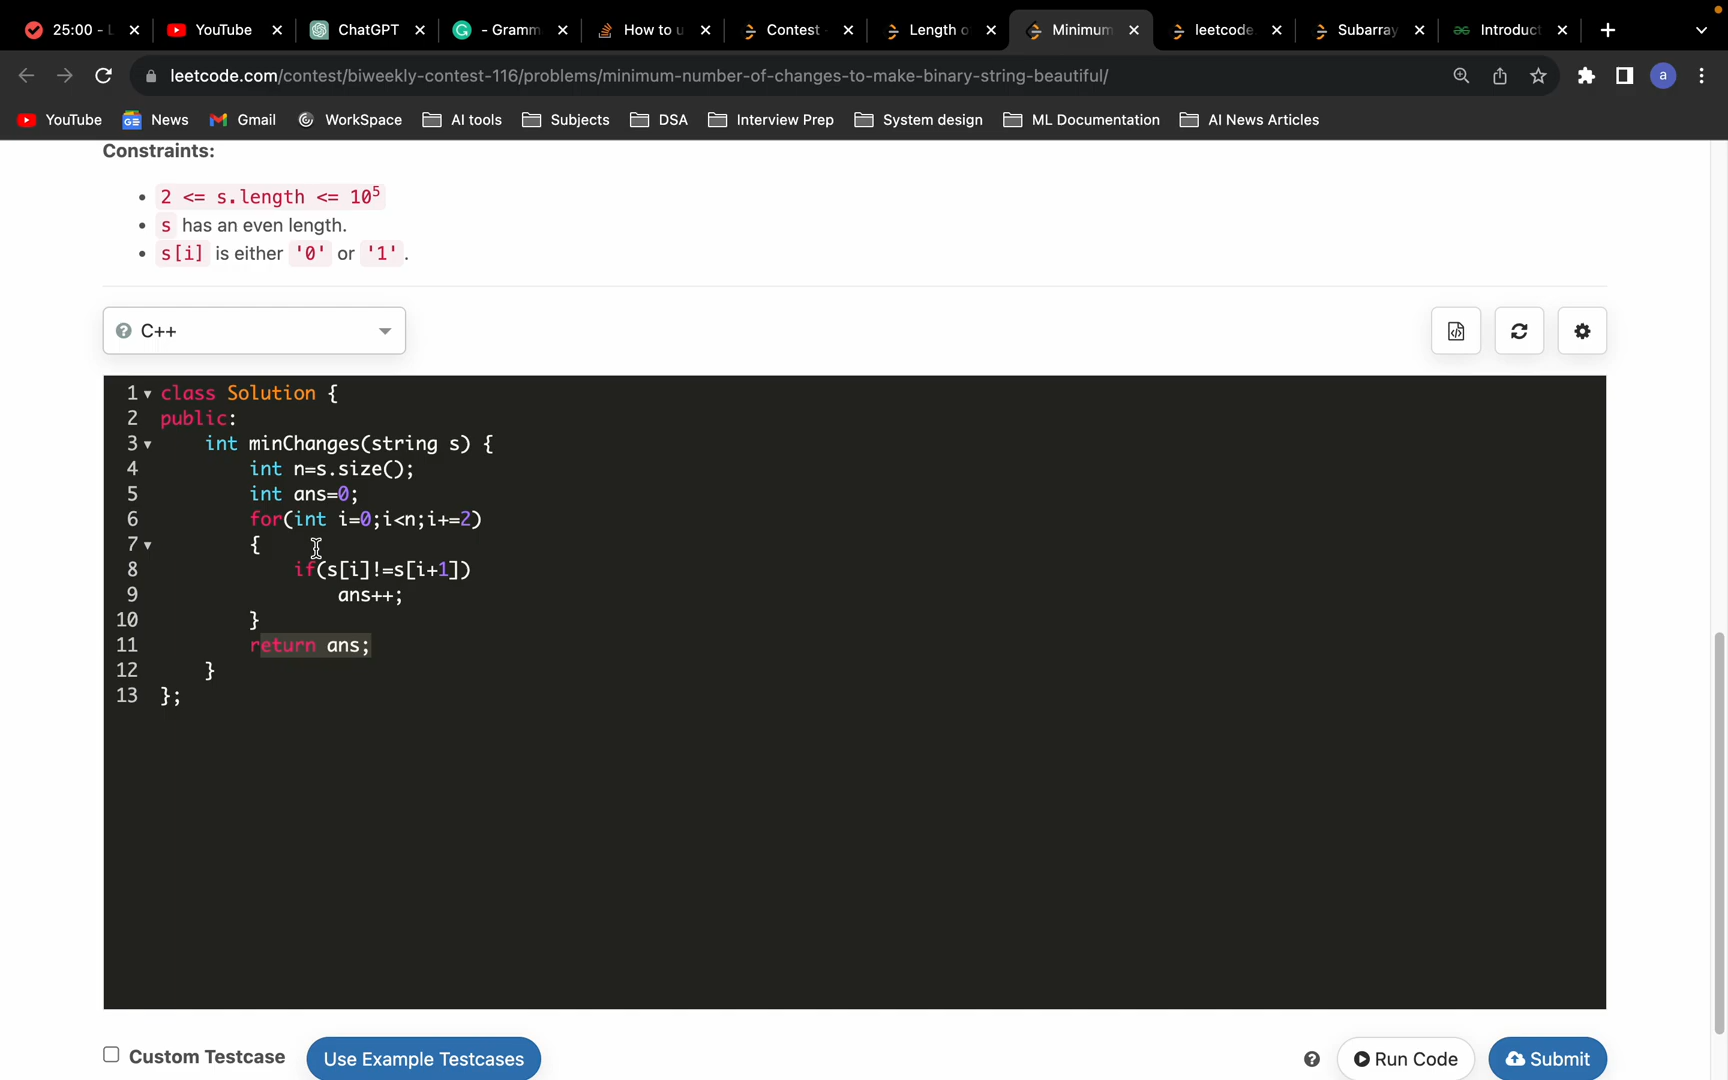 25:00 - L
YouTube
ChatGPT
- Gramm
How to u
Contest
Length o
Minimum
leetcode
Subarray
Introduct
leetcode.com/contest/biweekly-contest-116/problems/minimum-number-of-changes-to-make-binary-string-beautiful/
a
YouTube
News
Gmail
WorkSpace
AI tools
Subjects
DSA
Interview Prep
System design
ML Documentation
AI News Articles
Constraints:
• 2 <= s.length <= 10⁵
• s has an even length.
• s[i] is either '0' or '1'.
? C++
1 class Solution {
2 public:
3 int minChanges(string s) {
4 int n=s.size();
5 int ans=0;
6 for(int i=0;i<n;i+=2)
7 {
8 if(s[i]!=s[i+1])
9 ans++;
10 }
11 return ans;
12 }
13 };
Custom Testcase
Use Example Testcases
?
Run Code
Submit